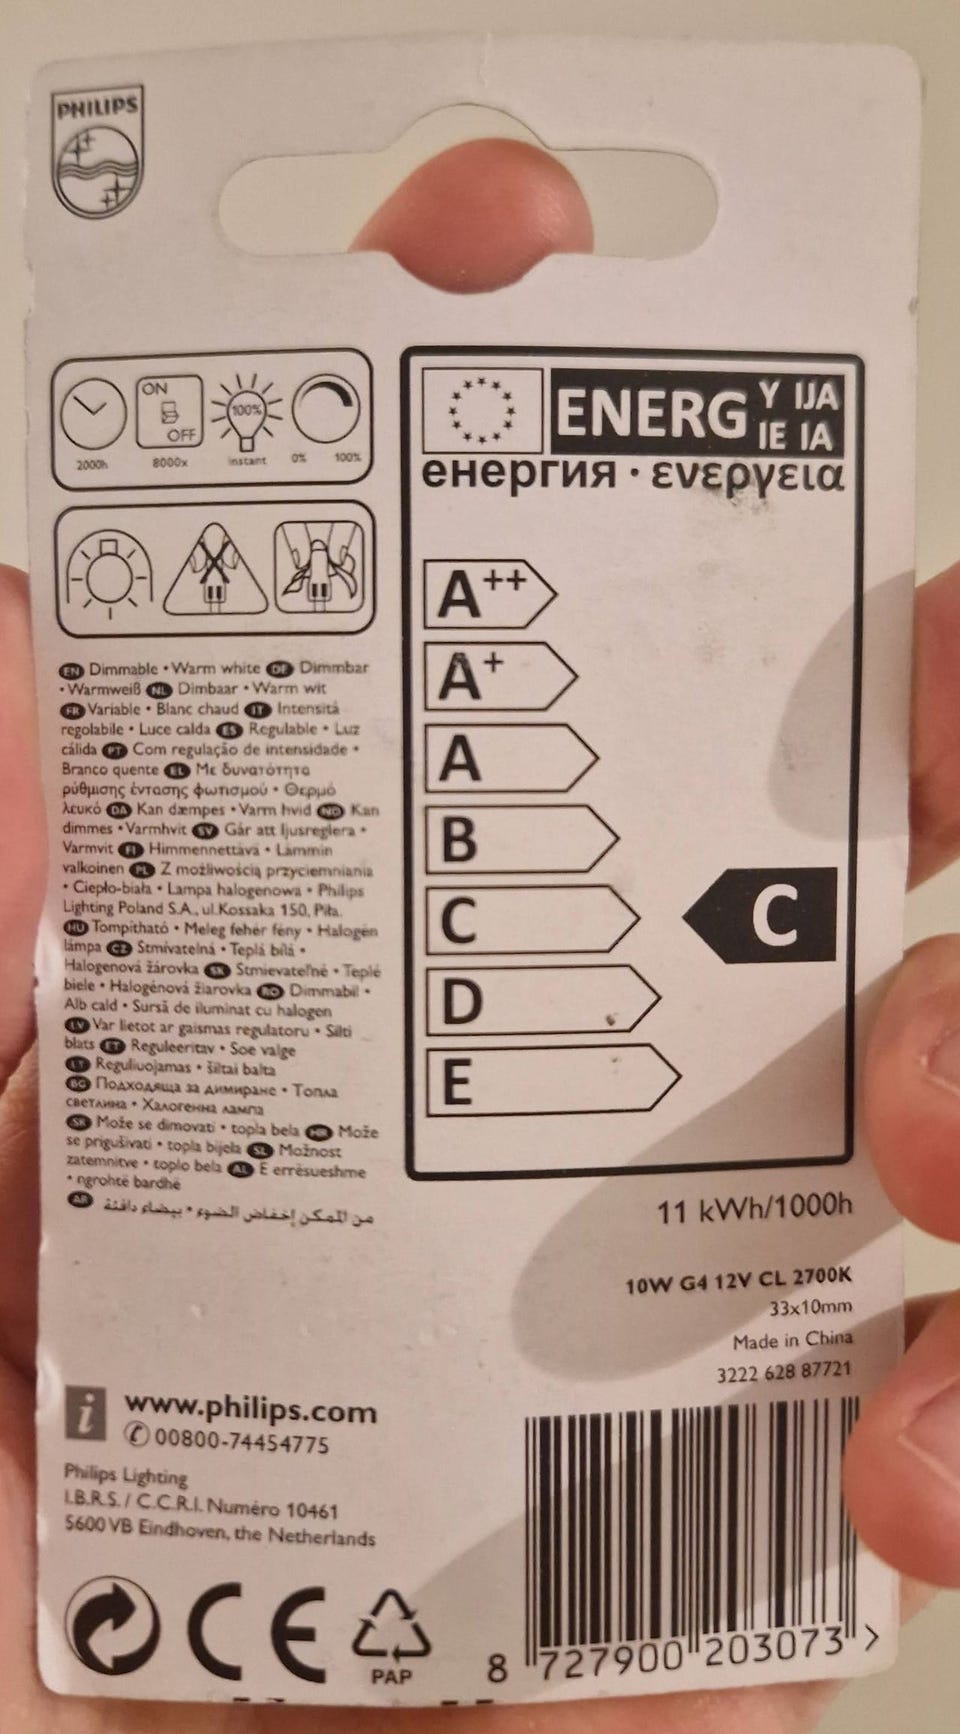 PHILIPS
ON
OFF
100%
2000h 8000x instant 0% 100%
ENERG Y IJA
IE IA
енергия · ενεργεια
A++
A+
A
B
C
C
D
E
EN Dimmable • Warm white DE Dimmbar
• Warmweiß NL Dimbaar • Warm wit
FR Variable • Blanc chaud IT Intensità
regolabile • Luce calda ES Regulable • Luz
cálida PT Com regulação de intensidade •
Branco quente EL Με δυνατότητα
ρύθμισης έντασης φωτισμού • Θερμό
λευκό DA Kan dæmpes • Varm hvid NO Kan
dimmes • Varmhvit SV Går att ljusreglera •
Varmvit FI Himmennettävä • Lämmin
valkoinen PL Z możliwością przyciemniania
• Ciepło-biała • Lampa halogenowa • Philips
Lighting Poland S.A., ul.Kossaka 150, Piła.
HU Tompítható • Meleg fehér fény • Halogén
lámpa CZ Stmívatelná • Teplá bílá •
Halogenová žárovka SK Stmievateľné • Teplé
biele • Halogénová žiarovka RO Dimmabil •
Alb cald • Sursă de iluminat cu halogen
LV Var lietot ar gaismas regulatoru • Silti
balts ET Reguleeritav • Soe valge
LT Reguliuojamas • šiltai balta
BG Подходяща за димиране • Топла
светлина • Халогенна лампа
SR Može se dimovati • topla bela HR Može
se prigušivati • topla bijela SL Možnost
zatemnitve • toplo bela AL E errësueshme
• ngrohtë bardhë
AR من الممكن إخفاض الضوء • بيضاء دافئة
11 kWh/1000h
10W G4 12V CL 2700K
33x10mm
Made in China
3222 628 87721
i www.philips.com
✆ 00800-74454775
Philips Lighting
I.B.R.S. / C.C.R.I. Numéro 10461
5600 VB Eindhoven, the Netherlands
CE
PAP
8 727900 203073 >